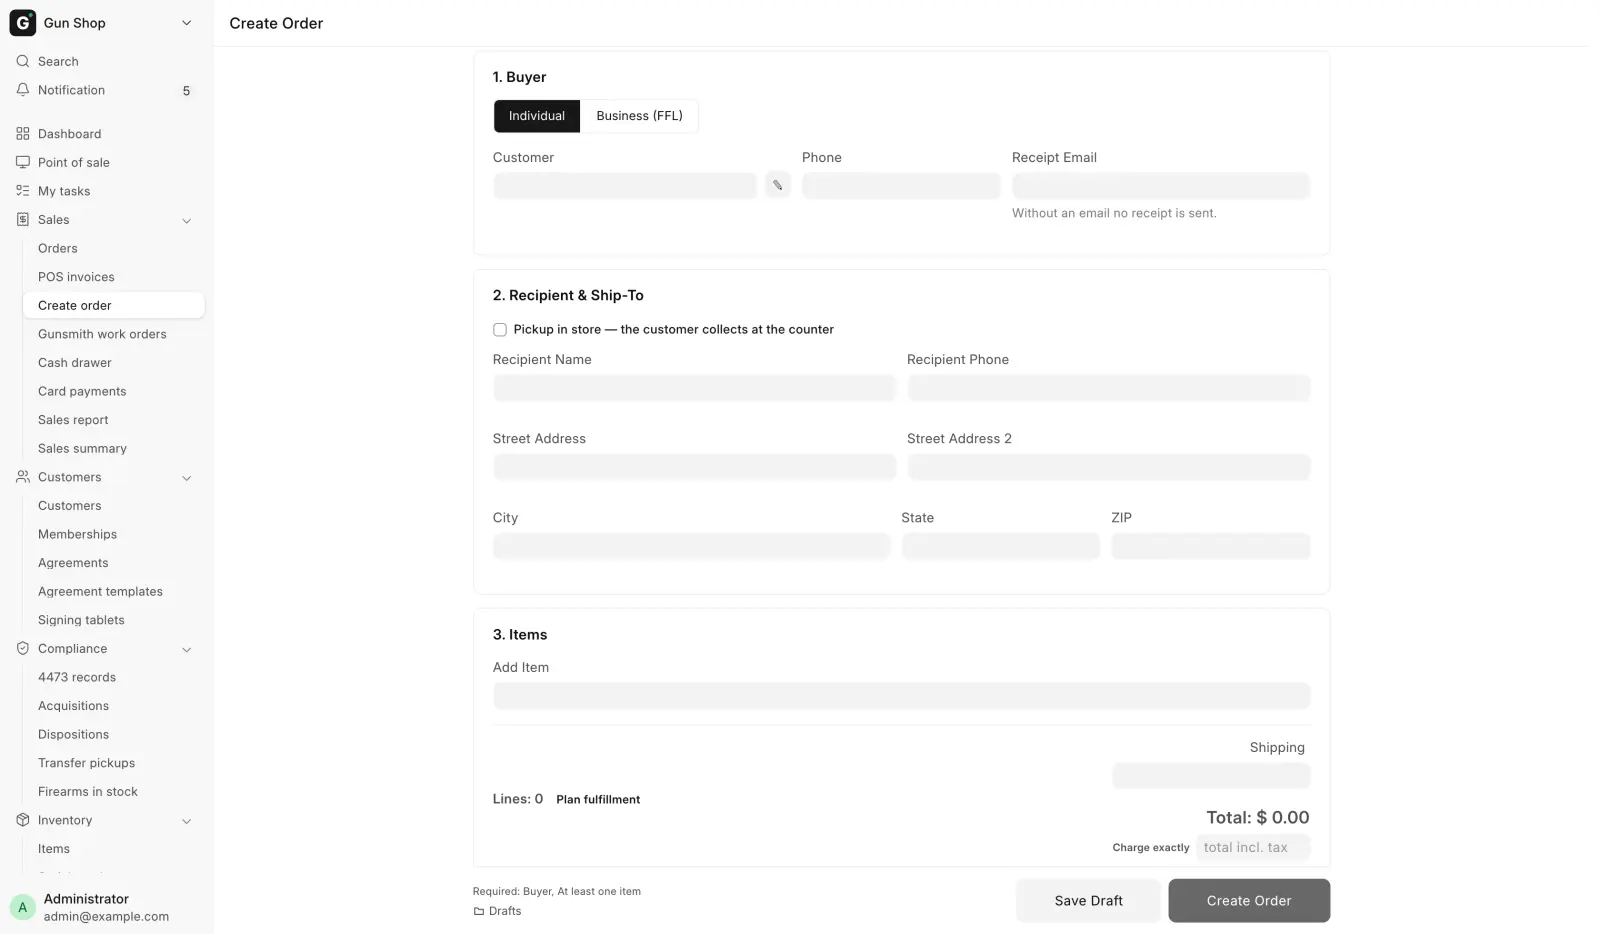 G
Gun Shop
Search
Notification 5
Dashboard
Point of sale
My tasks
Sales
Orders
POS invoices
Create order
Gunsmith work orders
Cash drawer
Card payments
Sales report
Sales summary
Customers
Customers
Memberships
Agreements
Agreement templates
Signing tablets
Compliance
4473 records
Acquisitions
Dispositions
Transfer pickups
Firearms in stock
Inventory
Items
A
Administrator
admin@example.com
Create Order
1. Buyer
Individual Business (FFL)
Customer Phone Receipt Email
Without an email no receipt is sent.
2. Recipient & Ship-To
Pickup in store — the customer collects at the counter
Recipient Name Recipient Phone
Street Address Street Address 2
City State ZIP
3. Items
Add Item
Shipping
Lines: 0 Plan fulfillment
Total: $ 0.00
Charge exactly total incl. tax
Required: Buyer, At least one item
Drafts
Save Draft Create Order